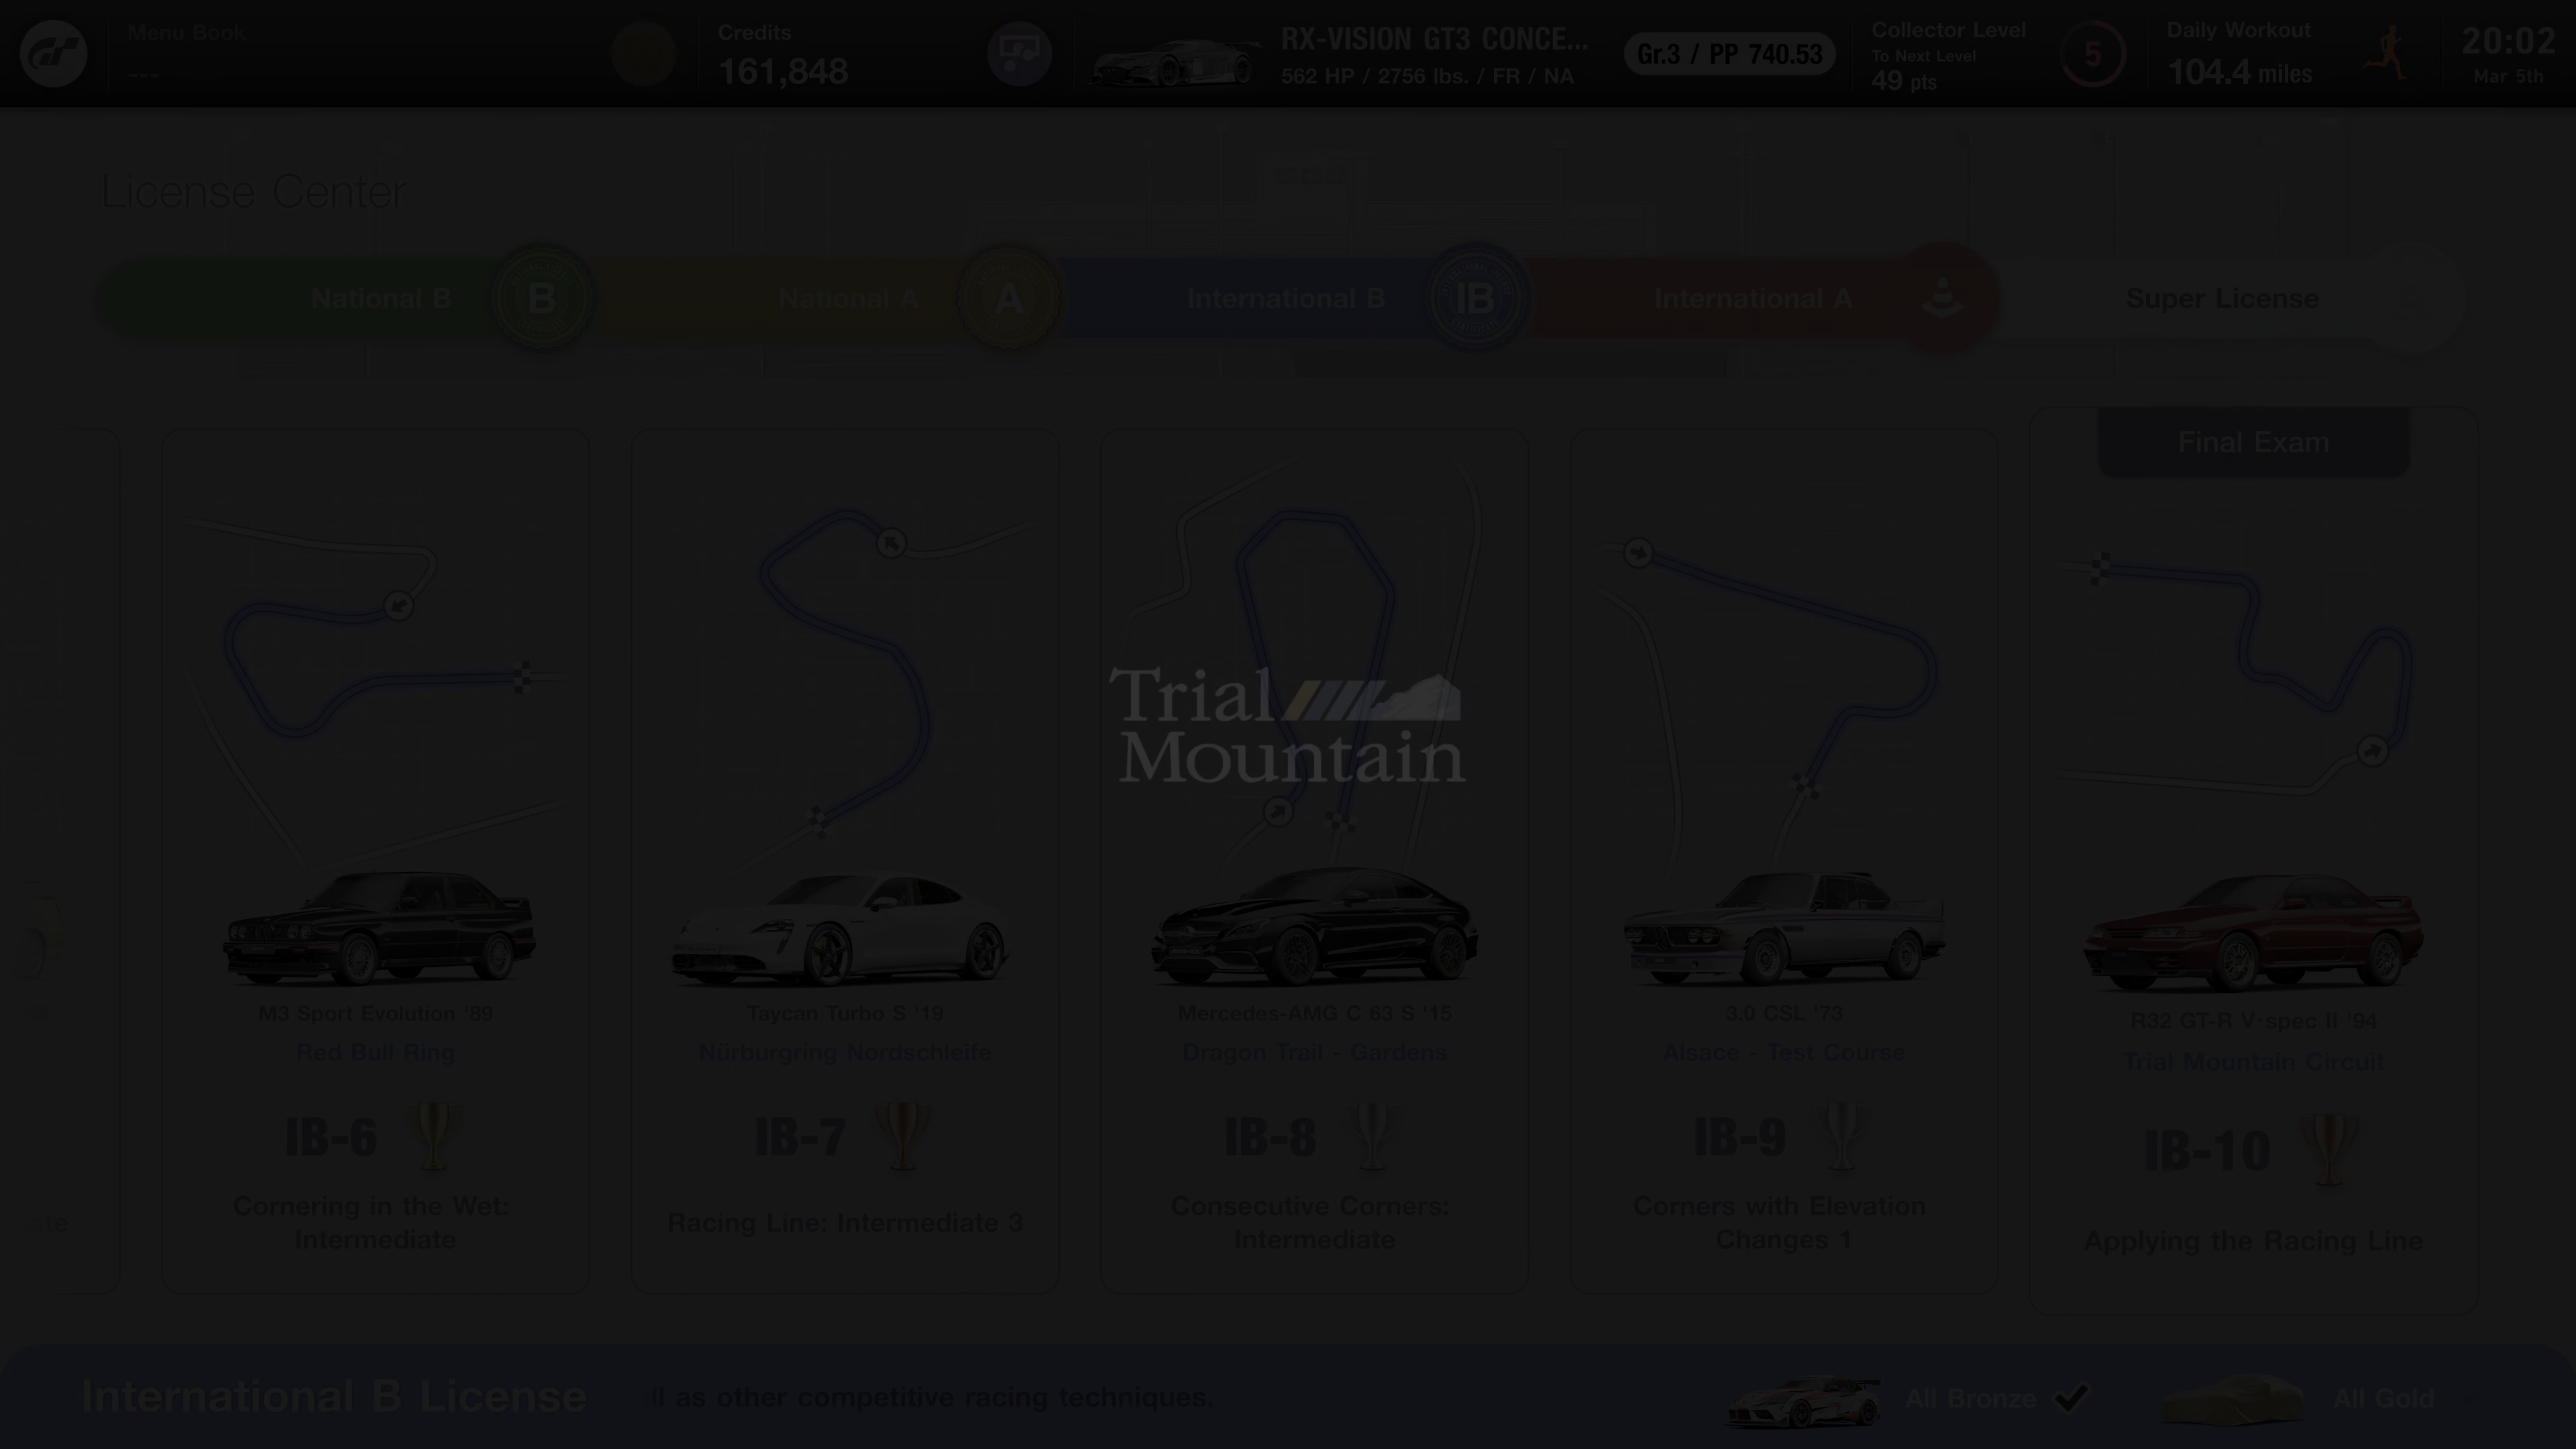 Menu Book
---
Credits
161,848
RX-VISION GT3 CONCE...
562 HP / 2756 lbs. / FR / NA
Gr.3 / PP 740.53
Collector Level
To Next Level
49 pts
5
Daily Workout
104.4 miles
20:02
Mar 5th
License Center
National B
B
National A
A
International B
IB
International A
Super License
Final Exam
Trial
Mountain
M3 Sport Evolution '89
Red Bull Ring
IB-6
Cornering in the Wet:
Intermediate
Taycan Turbo S '19
Nürburgring Nordschleife
IB-7
Racing Line: Intermediate 3
Mercedes-AMG C 63 S '15
Dragon Trail - Gardens
IB-8
Consecutive Corners:
Intermediate
3.0 CSL '73
Alsace - Test Course
IB-9
Corners with Elevation
Changes 1
R32 GT-R V·spec II '94
Trial Mountain Circuit
IB-10
Applying the Racing Line
International B License
as other competitive racing techniques.
All Bronze
All Gold